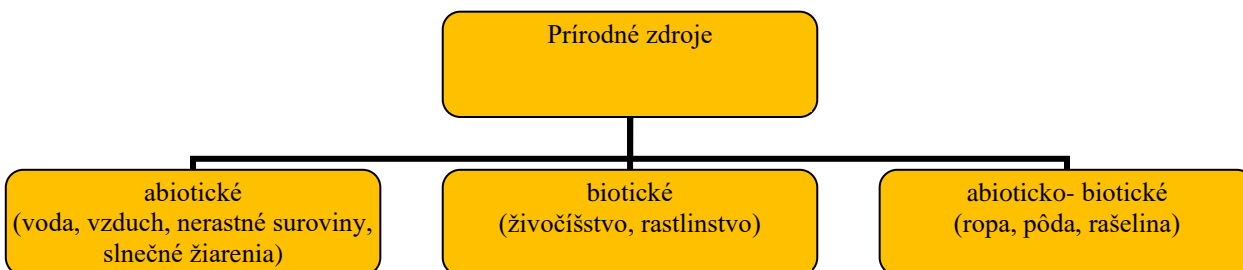 Prírodné zdroje
abiotické
(voda, vzduch, nerastné suroviny,
slnečné žiarenia)
biotické
(živočíšstvo, rastlinstvo)
abioticko- biotické
(ropa, pôda, rašelina)